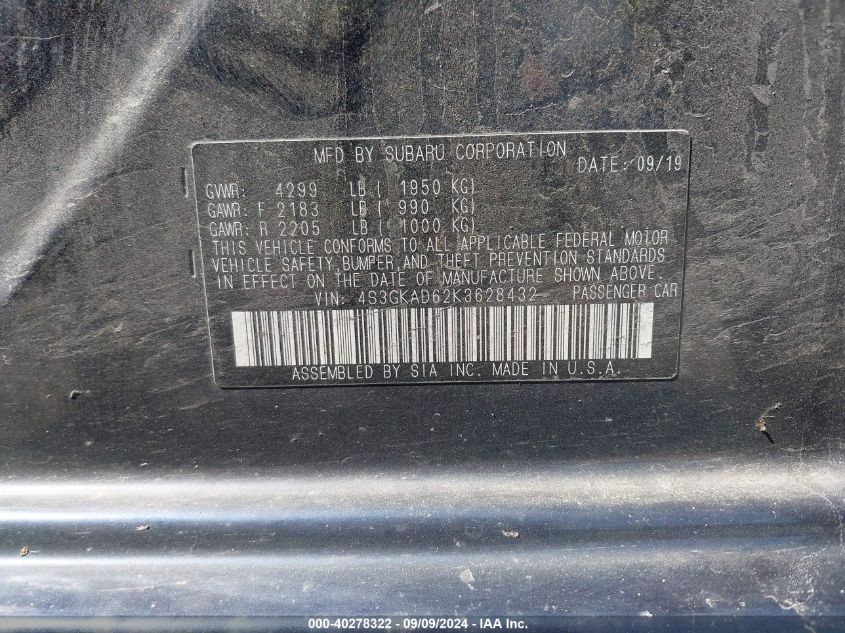 MFD BY SUBARU CORPORATION DATE: 09/19
GVWR: 4299 LB ( 1950 KG)
GAWR: F 2183 LB ( 990 KG)
GAWR: R 2205 LB ( 1000 KG)
THIS VEHICLE CONFORMS TO ALL APPLICABLE FEDERAL MOTOR
VEHICLE SAFETY, BUMPER, AND THEFT PREVENTION STANDARDS
IN EFFECT ON THE DATE OF MANUFACTURE SHOWN ABOVE.
VIN: 4S3GKAD62K3628432 PASSENGER CAR
ASSEMBLED BY SIA INC. MADE IN U.S.A.
000-40278322 - 09/09/2024 - IAA Inc.